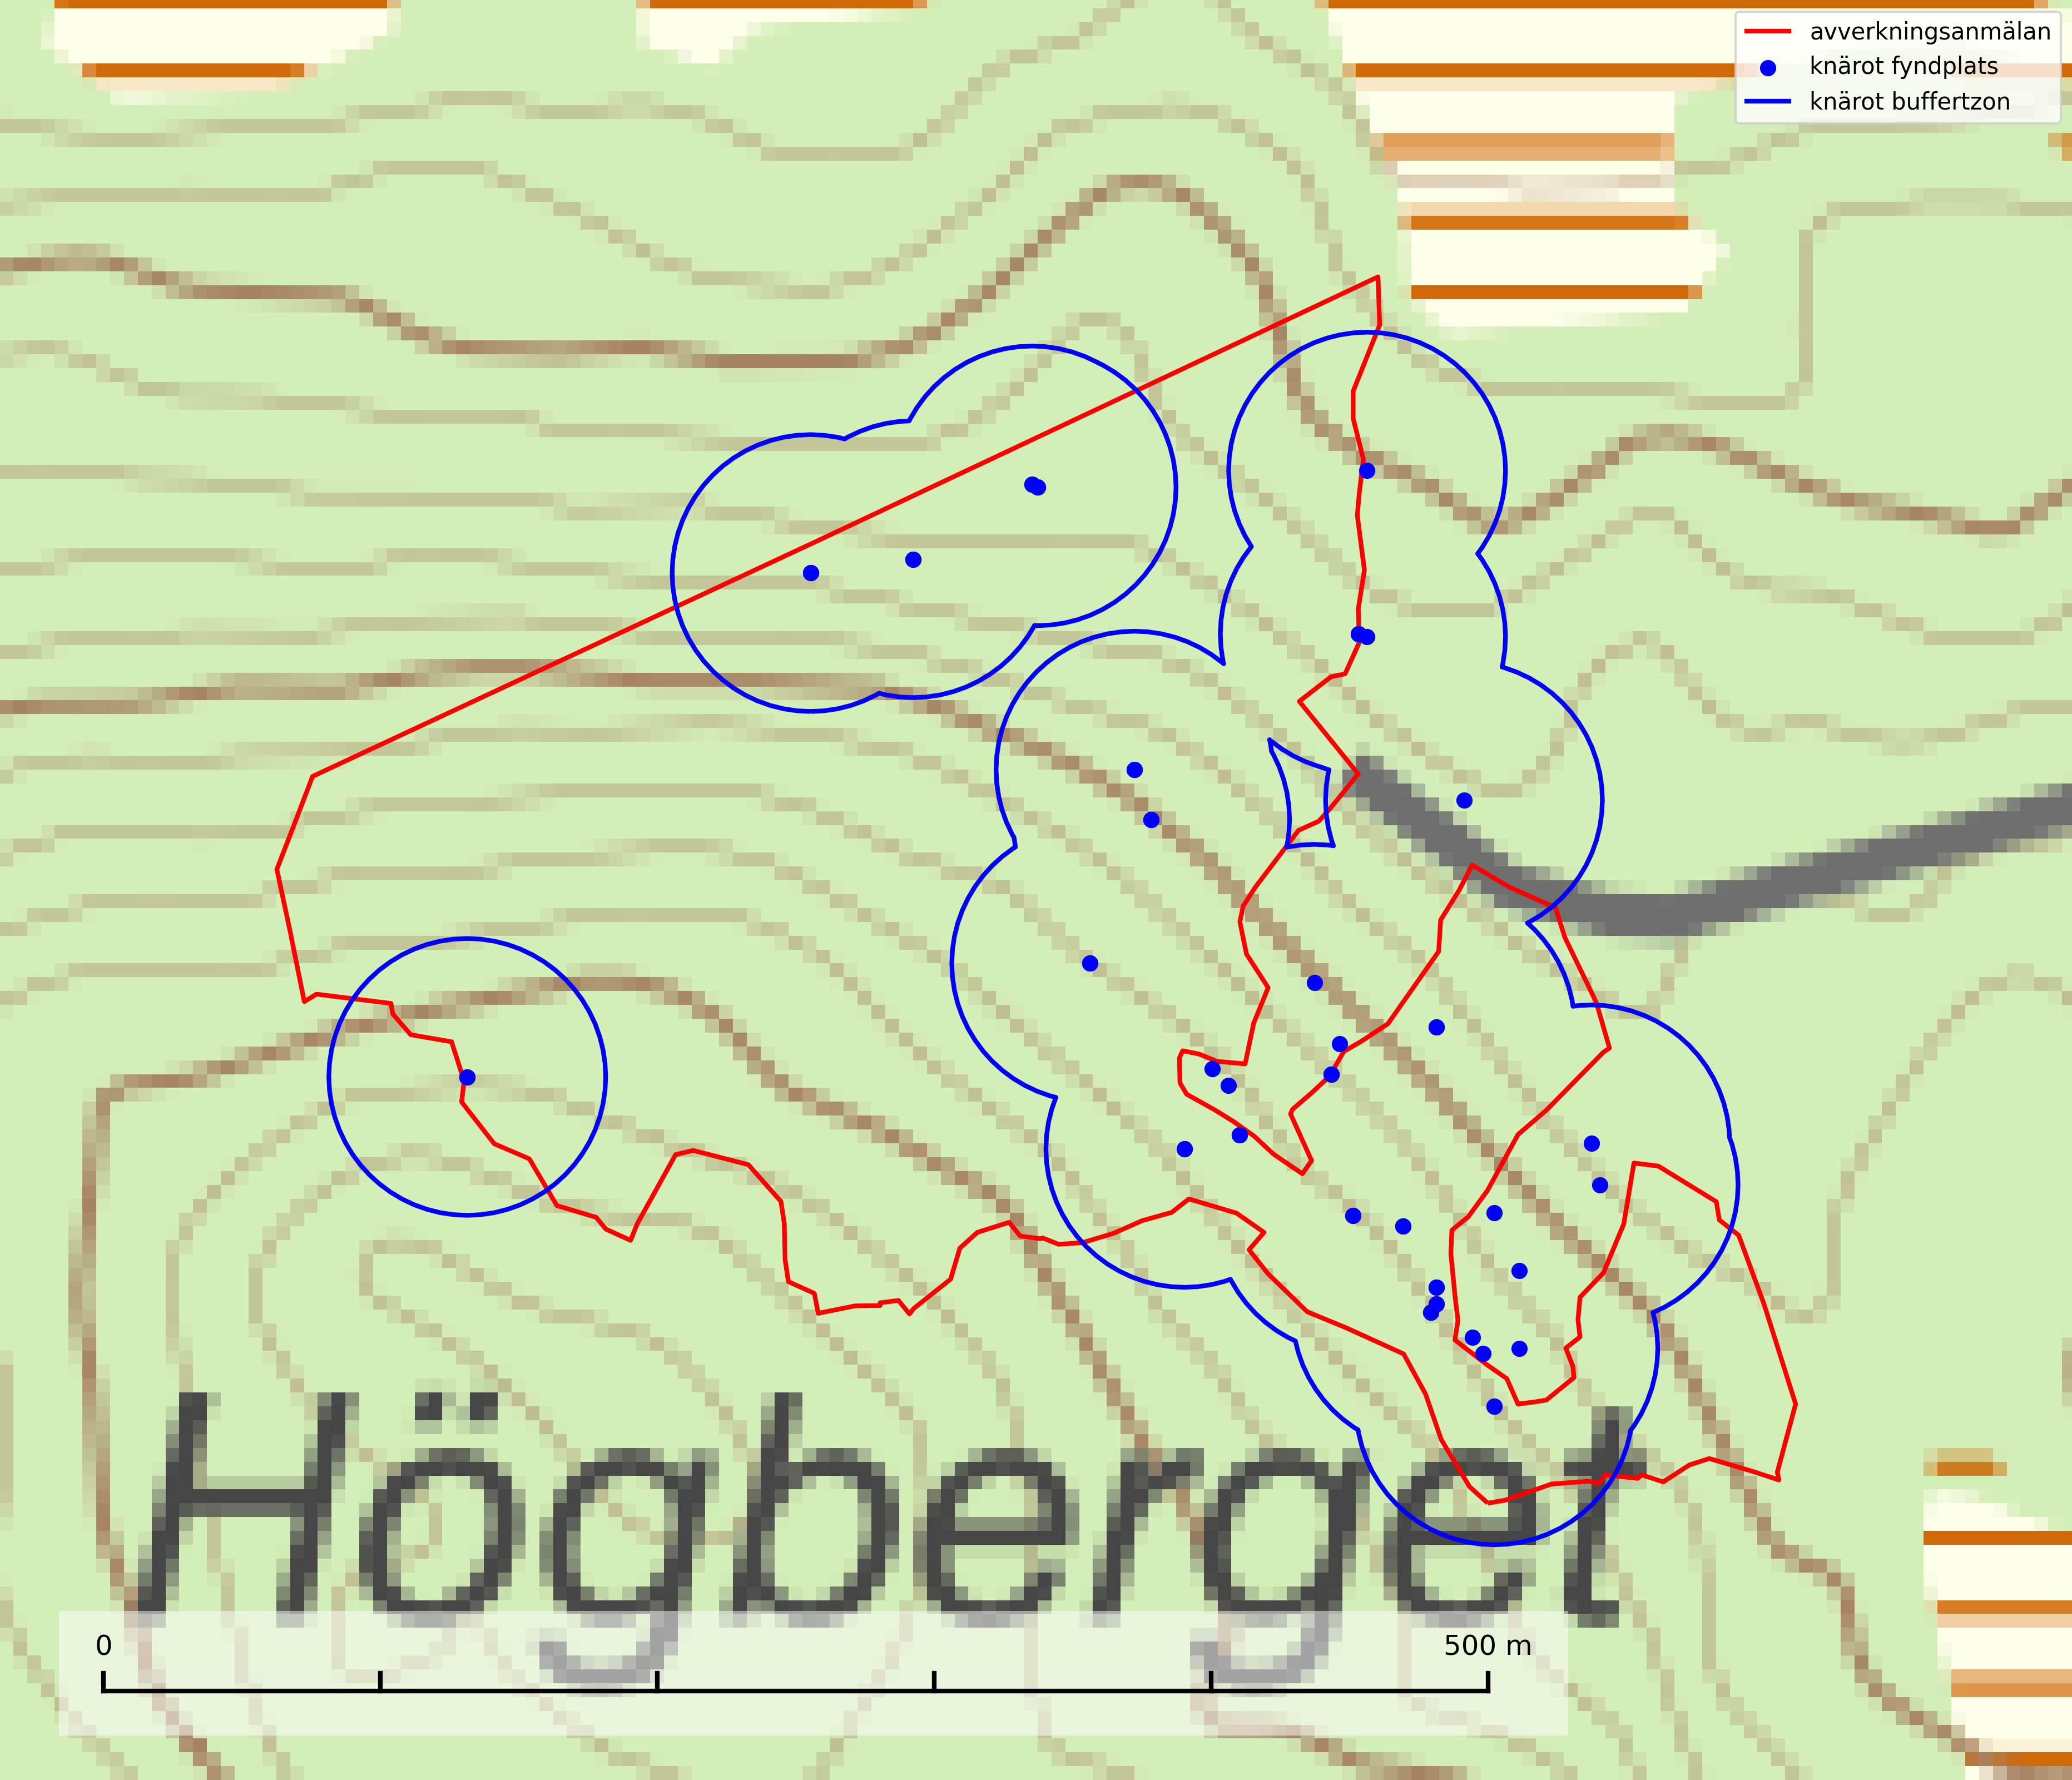 avverkningsanmälan
knärot fyndplats
knärot buffertzon
Högberget
0 500 m